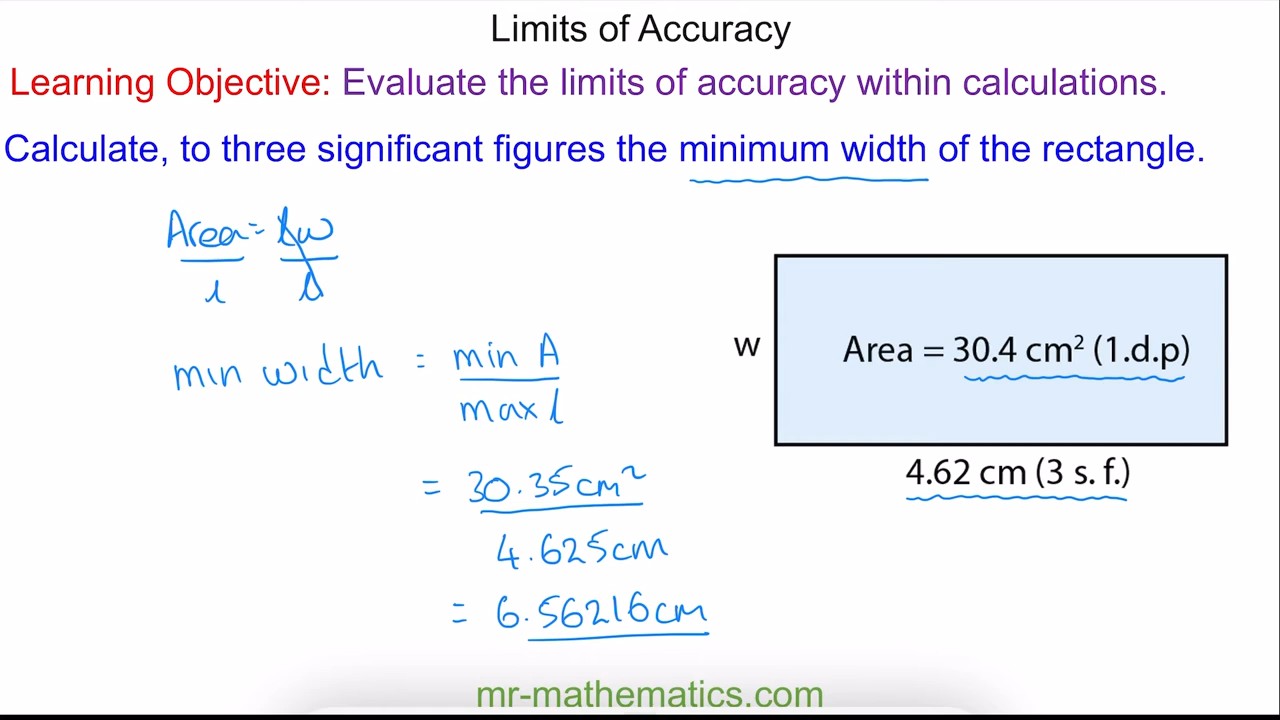 Limits of Accuracy
Learning Objective: Evaluate the limits of accuracy within calculations.
Calculate, to three significant figures the minimum width of the rectangle.
Area = lw
l l
min width = min A
max l
= 30.35cm²
4.625cm
= 6.56216cm
w
Area = 30.4 cm² (1.d.p)
4.62 cm (3 s. f.)
mr-mathematics.com